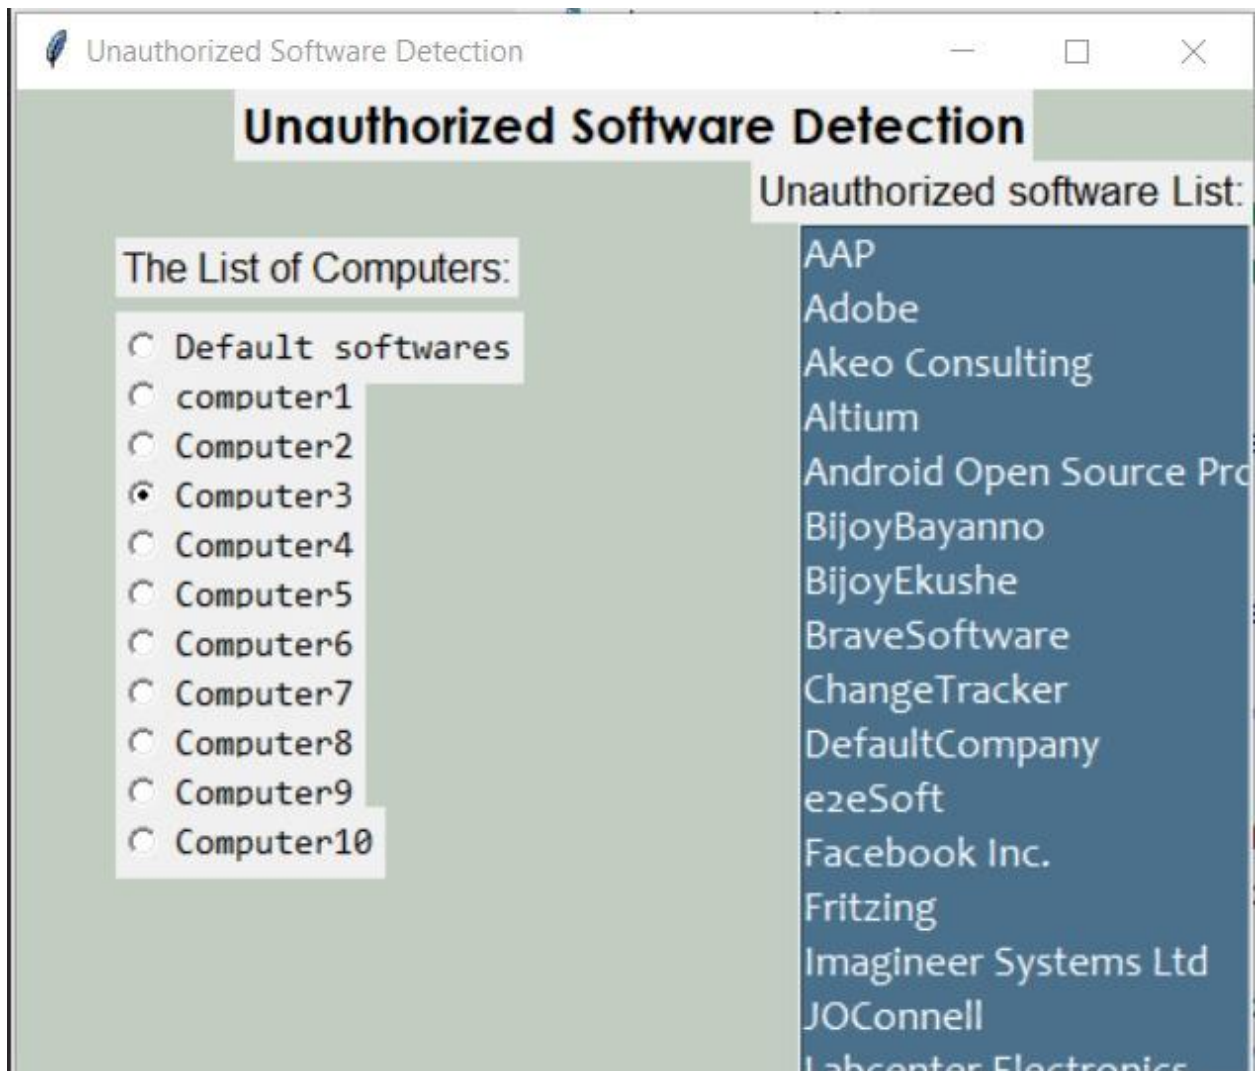 Unauthorized Software Detection
Unauthorized Software Detection
Unauthorized software List:
The List of Computers:
Default softwares
computer1
Computer2
Computer3
Computer4
Computer5
Computer6
Computer7
Computer8
Computer9
Computer10
AAP
Adobe
Akeo Consulting
Altium
Android Open Source Pro
BijoyBayanno
BijoyEkushe
BraveSoftware
ChangeTracker
DefaultCompany
e2eSoft
Facebook Inc.
Fritzing
Imagineer Systems Ltd
JOConnell
Labcenter Electronics